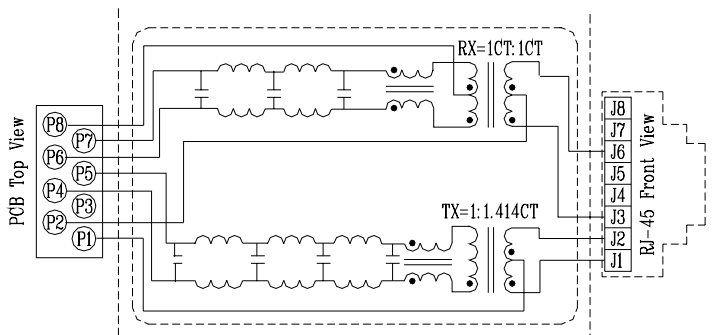 RX=1CT:1CT
PCB Top View
P8
P7
P6
P5
P4
P3
P2
P1
TX=1:1.414CT
J8
J7
J6
J5
J4
J3
J2
J1
RJ-45 Front View